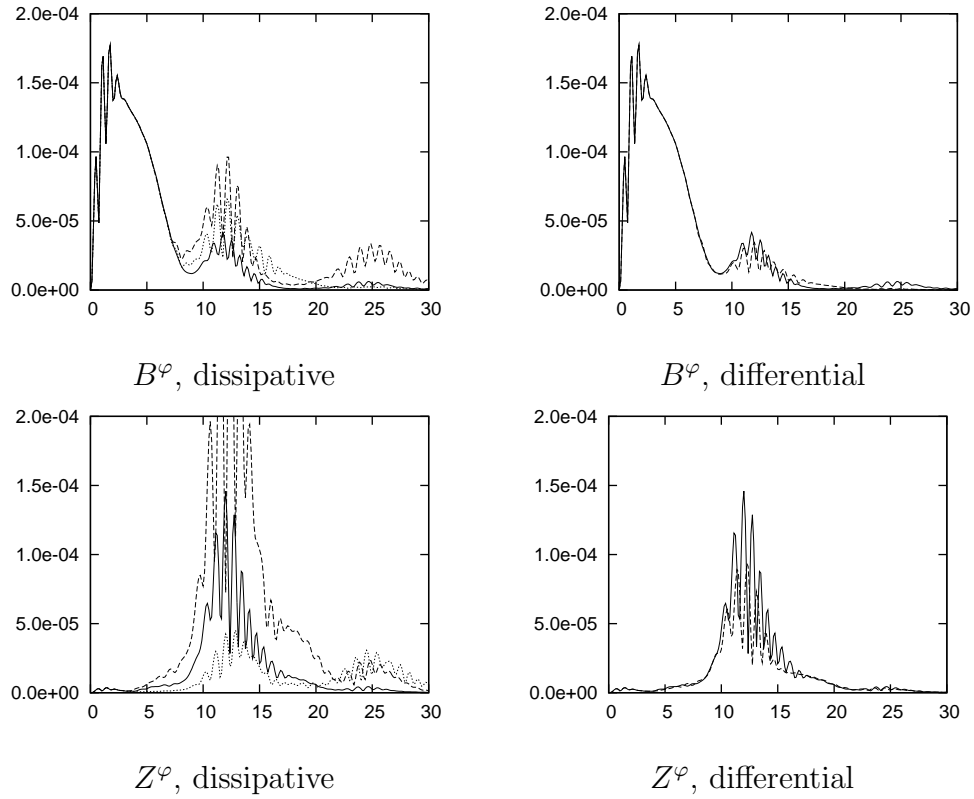 2.0e-04
1.5e-04
1.0e-04
5.0e-05
0.0e+00
0 5 10 15 20 25 30
B^φ, dissipative
2.0e-04
1.5e-04
1.0e-04
5.0e-05
0.0e+00
0 5 10 15 20 25 30
B^φ, differential
2.0e-04
1.5e-04
1.0e-04
5.0e-05
0.0e+00
0 5 10 15 20 25 30
Z^φ, dissipative
2.0e-04
1.5e-04
1.0e-04
5.0e-05
0.0e+00
0 5 10 15 20 25 30
Z^φ, differential